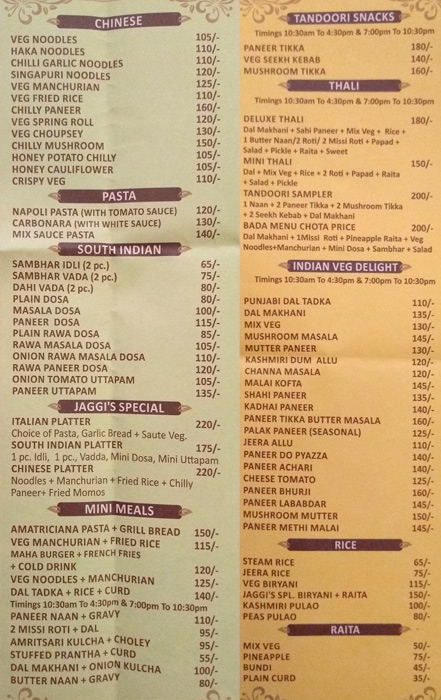 CHINESE
VEG NOODLES 105/-
HAKA NOODLES 110/-
CHILLI GARLIC NOODLES 110/-
SINGAPURI NOODLES 120/-
VEG MANCHURIAN 125/-
VEG FRIED RICE 110/-
CHILLY PANEER 160/-
VEG SPRING ROLL 120/-
VEG CHOUPSEY 130/-
CHILLY MUSHROOM 150/-
HONEY POTATO CHILLY 105/-
HONEY CAULIFLOWER 105/-
CRISPY VEG 110/-
PASTA
NAPOLI PASTA (WITH TOMATO SAUCE) 120/-
CARBONARA (WITH WHITE SAUCE) 130/-
MIX SAUCE PASTA 140/-
SOUTH INDIAN
SAMBHAR IDLI (2 pc.) 65/-
SAMBHAR VADA (2 pc.) 75/-
DAHI VADA (2 pc.) 80/-
PLAIN DOSA 80/-
MASALA DOSA 100/-
PANEER DOSA 115/-
PLAIN RAWA DOSA 85/-
RAWA MASALA DOSA 105/-
ONION RAWA MASALA DOSA 110/-
RAWA PANEER DOSA 120/-
ONION TOMATO UTTAPAM 105/-
PANEER UTTAPAM 135/-
JAGGI'S SPECIAL
ITALIAN PLATTER 220/-
Choice of Pasta, Garlic Bread + Saute Veg.
SOUTH INDIAN PLATTER 175/-
1 pc. Idli, 1 pc., Vadda, Mini Dosa, Mini Uttapam
CHINESE PLATTER 220/-
Noodles + Manchurian + Fried Rice + Chilly
Paneer+ Fried Momos
MINI MEALS
AMATRICIANA PASTA + GRILL BREAD 150/-
VEG MANCHURIAN + FRIED RICE 115/-
MAHA BURGER + FRENCH FRIES
+ COLD DRINK 120/-
VEG NOODLES + MANCHURIAN 125/-
DAL TADKA + RICE + CURD 140/-
Timings 10:30am To 4:30pm & 7:00pm To 10:30pm
PANEER NAAN + GRAVY 110/-
2 MISSI ROTI + DAL 95/-
AMRITSARI KULCHA + CHOLEY 95/-
STUFFED PRANTHA + CURD 55/-
DAL MAKHANI + ONION KULCHA 100/-
BUTTER NAAN + GRAVY 80/-
TANDOORI SNACKS
Timings 10:30am To 4:30pm & 7:00pm To 10:30pm
PANEER TIKKA 180/-
VEG SEEKH KEBAB 140/-
MUSHROOM TIKKA 160/-
THALI
Timings 10:30am To 4:30pm & 7:00pm To 10:30pm
DELUXE THALI 180/-
Dal Makhani + Sahi Paneer + Mix Veg + Rice +
1 Butter Naan/2 Roti/ 2 Missi Roti + Papad +
Salad + Pickle + Raita + Sweet
MINI THALI 150/-
Dal + Mix Veg + Rice + 2 Roti + Papad + Raita
+ Salad + Pickle
TANDOORI SAMPLER 200/-
1 Naan + 2 Paneer Tikka + 2 Mushroom Tikka
+ 2 Seekh Kebab + Dal Makhani
BADA MENU CHOTA PRICE 200/-
Dal Makhani + 1Missi Roti + Pineapple Raita + Veg
Noodles+Manchurian + Mini Dosa + Sambhar + Salad
INDIAN VEG DELIGHT
Timings 10:30am To 4:30pm & 7:00pm To 10:30pm
PUNJABI DAL TADKA 110/-
DAL MAKHANI 135/-
MIX VEG 130/-
MUSHROOM MASALA 145/-
MUTTER PANEER 130/-
KASHMIRI DUM ALLU 120/-
CHANNA MASALA 120/-
MALAI KOFTA 145/-
SHAHI PANEER 135/-
KADHAI PANEER 140/-
PANEER TIKKA BUTTER MASALA 160/-
PALAK PANEER (SEASONAL) 125/-
JEERA ALLU 110/-
PANEER DO PYAZZA 140/-
PANEER ACHARI 140/-
CHEESE TOMATO 125/-
PANEER BHURJI 160/-
PANEER LABABDAR 145/-
MUSHROOM MUTTER 150/-
PANEER METHI MALAI 145/-
RICE
STEAM RICE 65/-
JEERA RICE 75/-
VEG BIRYANI 115/-
JAGGI'S SPL. BIRYANI + RAITA 150/-
KASHMIRI PULAO 100/-
PEAS PULAO 80/-
RAITA
MIX VEG 50/-
PINEAPPLE 75/-
BUNDI 45/-
PLAIN CURD 35/-